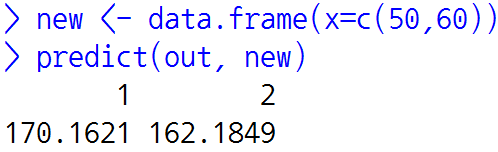 > new <- data.frame(x=c(50,60))
> predict(out, new)
1 2
170.1621 162.1849